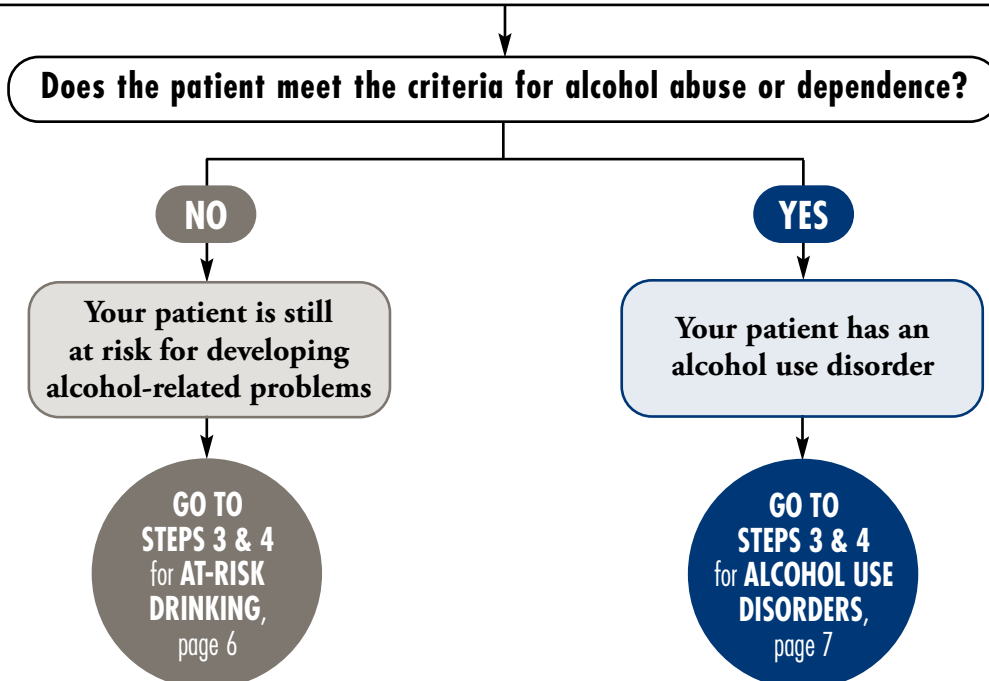 Does the patient meet the criteria for alcohol abuse or dependence?
NO
YES
Your patient is still
at risk for developing
alcohol-related problems
Your patient has an
alcohol use disorder
GO TO
STEPS 3 & 4
for AT-RISK
DRINKING,
page 6
GO TO
STEPS 3 & 4
for ALCOHOL USE
DISORDERS,
page 7